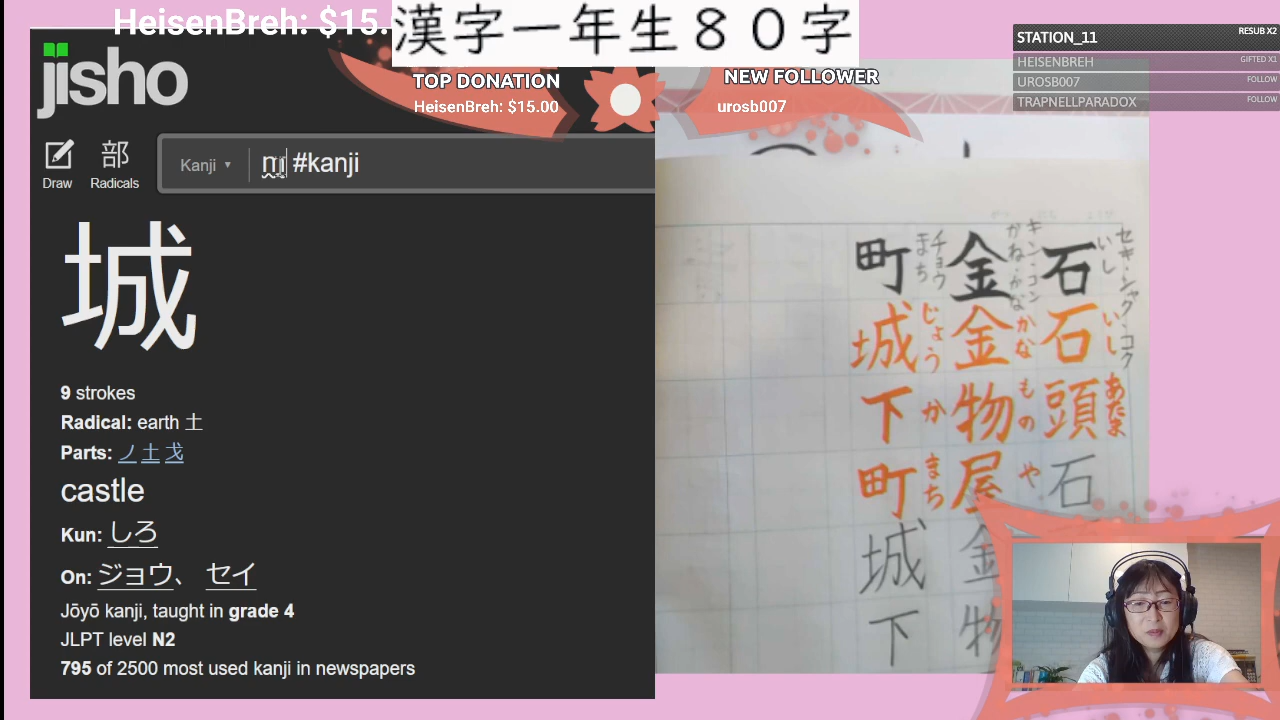 HeisenBreh: $15.
漢字一年生８０字
TOP DONATION
HeisenBreh: $15.00
NEW FOLLOWER
urosb007
STATION_11 RESUB X2
HEISENBREH GIFTED X1
UROSB007 FOLLOW
TRAPNELLPARADOX FOLLOW
jisho
Draw
部
Radicals
Kanji ▾
#kanji
城
9 strokes
Radical: earth 土
Parts: ノ 土 戈
castle
Kun: しろ
On: ジョウ、 セイ
Jōyō kanji, taught in grade 4
JLPT level N2
795 of 2500 most used kanji in newspapers
セキ・シャク・コク
いし
石
石頭
いし あたま
石
キン・コン
かね・かな
金
金物屋
かな もの や
金物
チョウ
まち
町
城下町
じょう か まち
城下